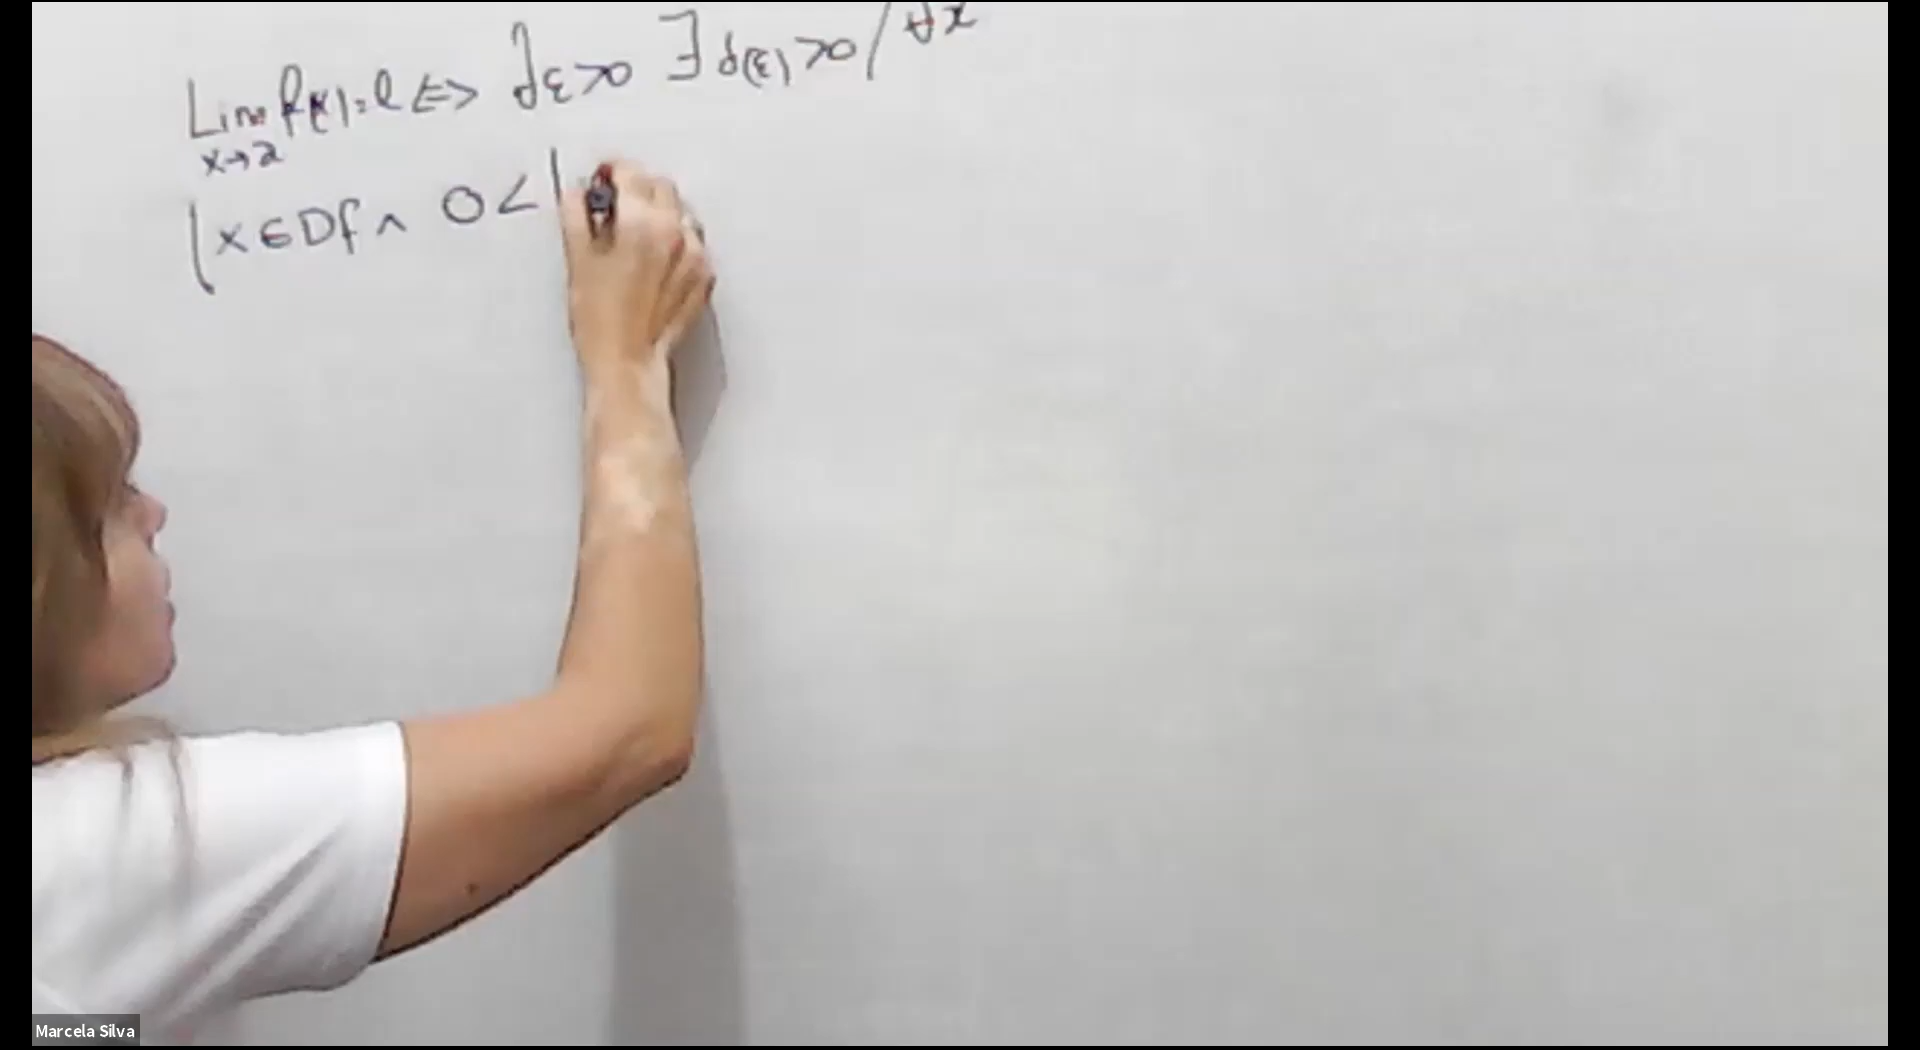 Lim f(x) = l <=> ∀ε>0 ∃ δ(ε) >0 / ∀x
x→a
[x∈Df ∧ 0 < |
Marcela Silva